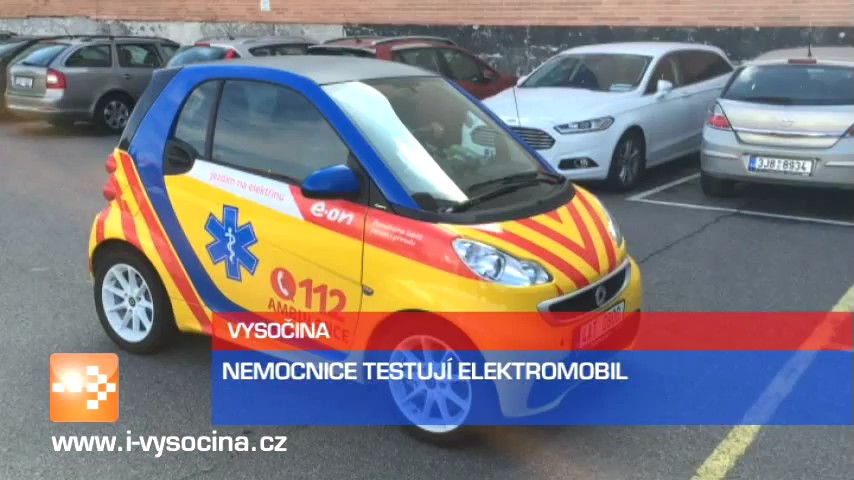 jezdím na elektřinu
e·on
112
AMBULANCE
3J8·8934
VYSOČINA
NEMOCNICE TESTUJÍ ELEKTROMOBIL
www.i-vysocina.cz